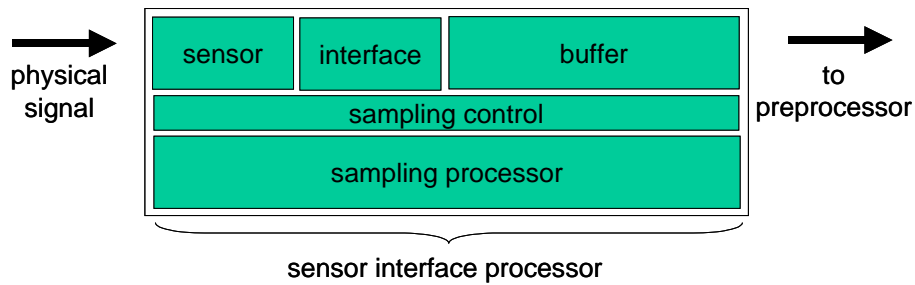 sensor
interface
buffer
physical
signal
to
preprocessor
sampling control
sampling processor
sensor interface processor